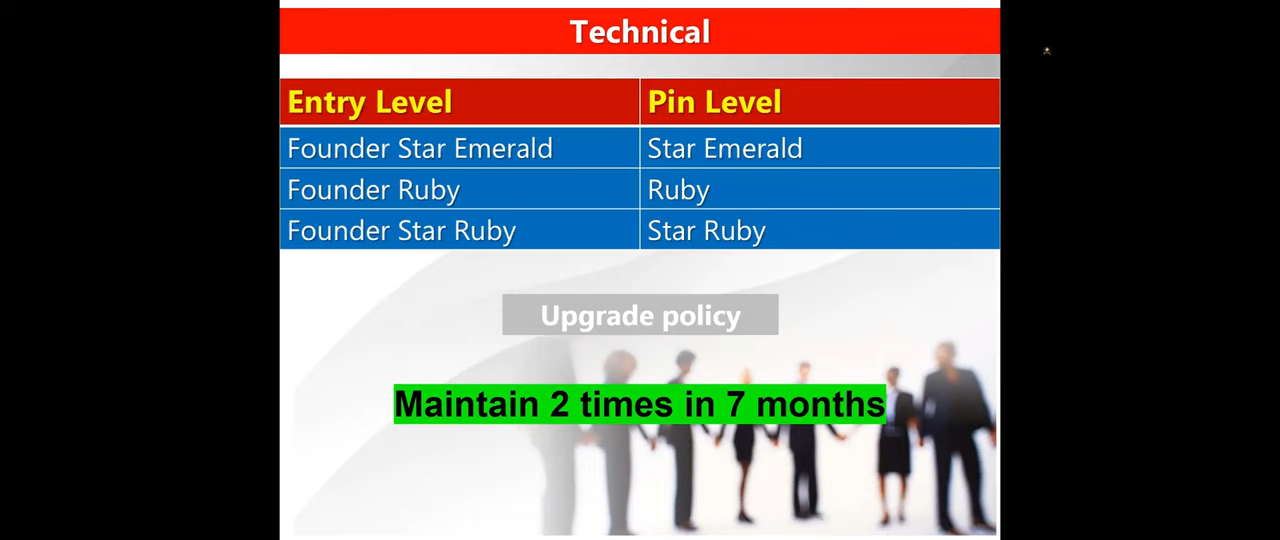 Technical
Entry Level Pin Level
Founder Star Emerald Star Emerald
Founder Ruby Ruby
Founder Star Ruby Star Ruby
Upgrade policy
Maintain 2 times in 7 months